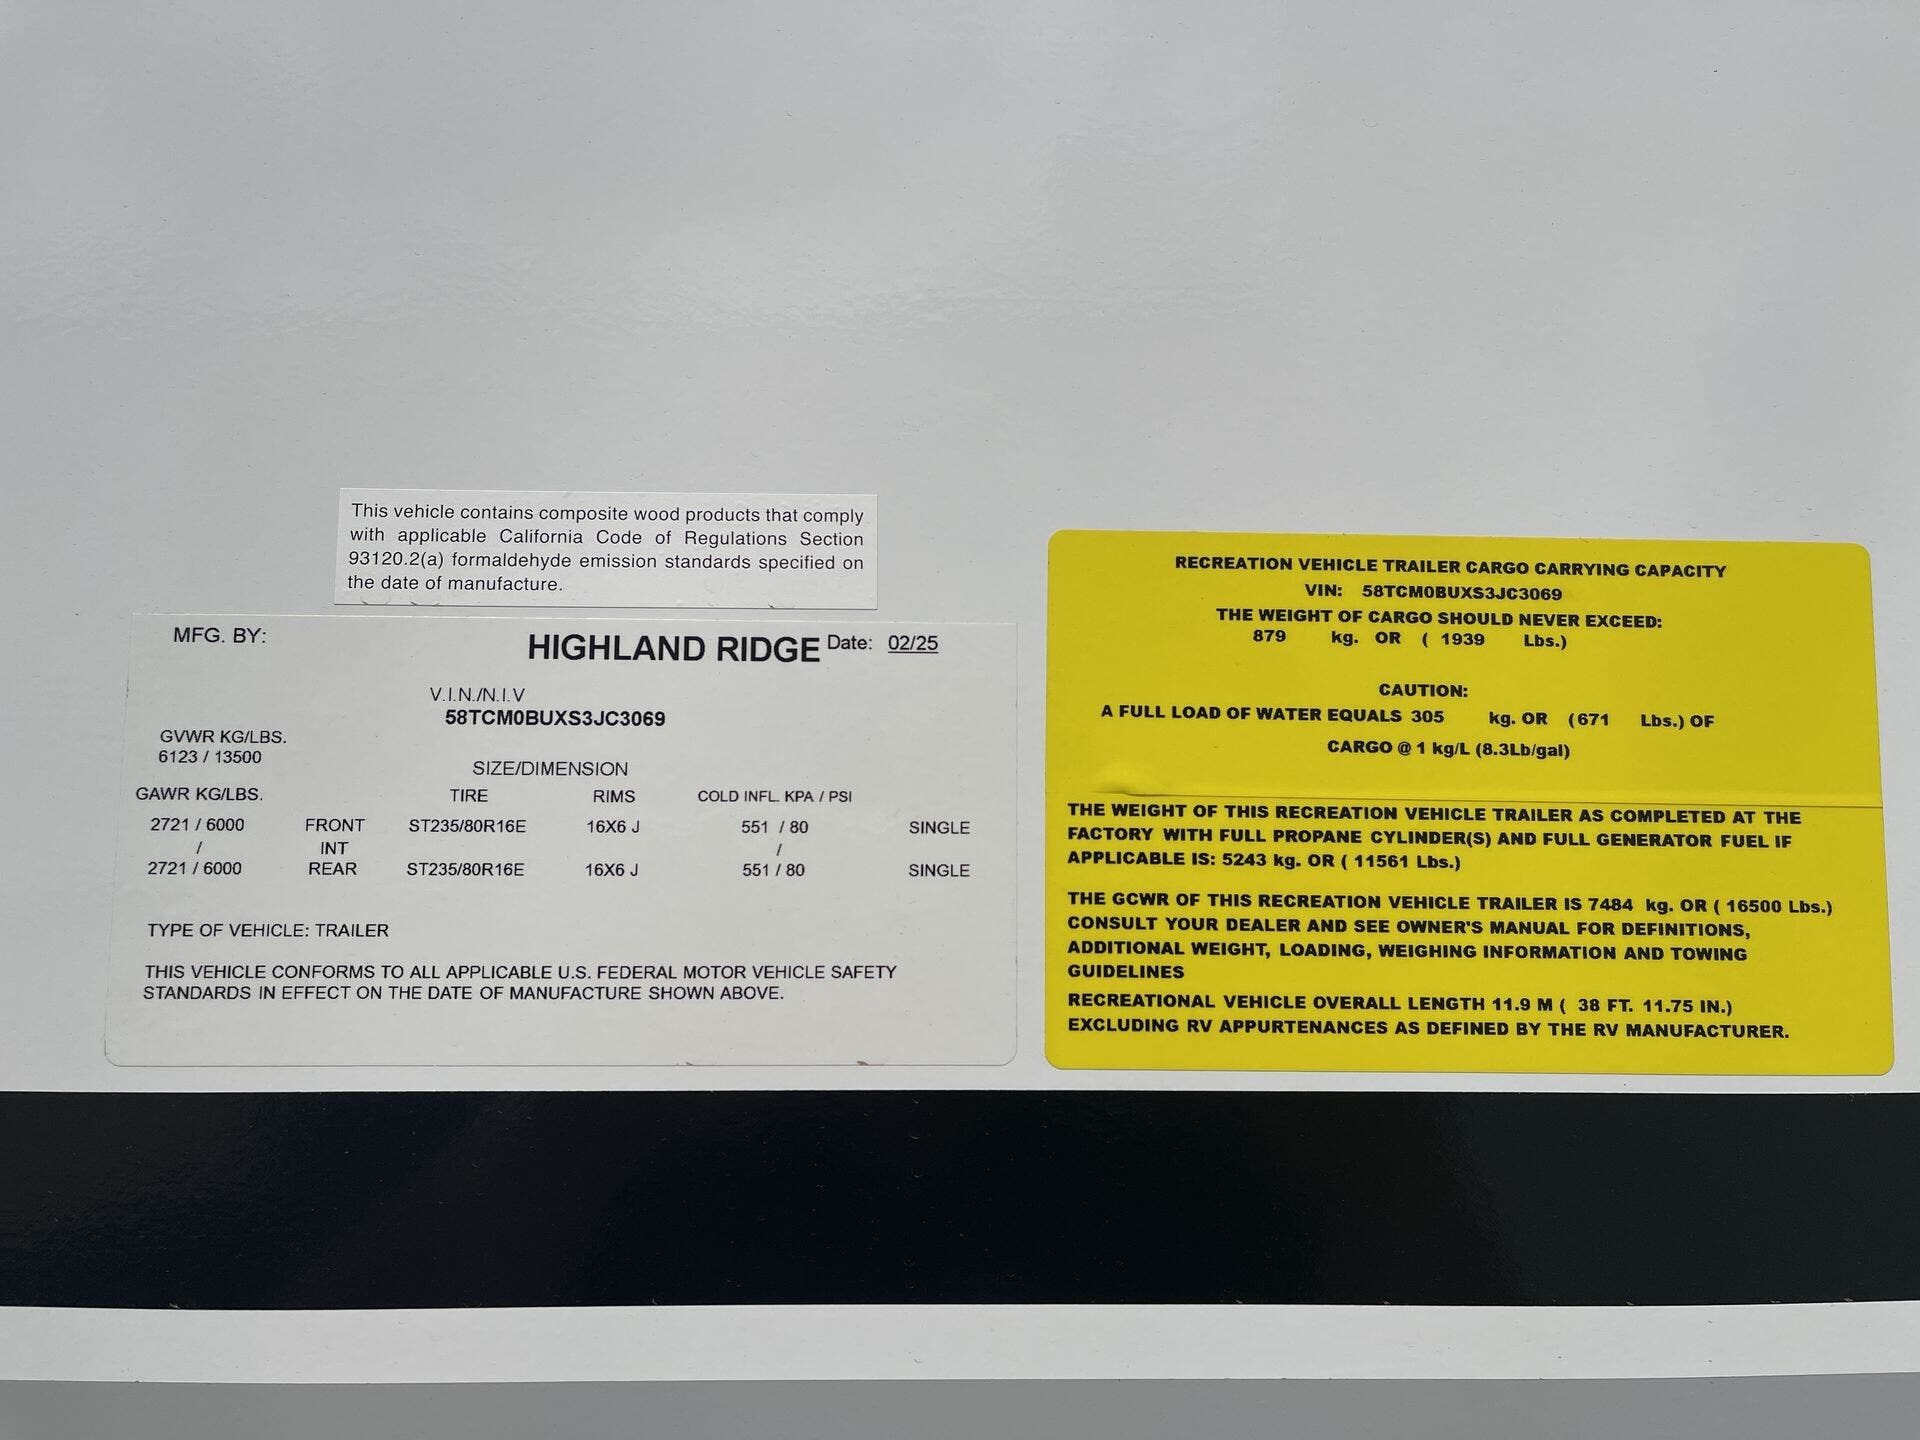 This vehicle contains composite wood products that comply
with applicable California Code of Regulations Section
93120.2(a) formaldehyde emission standards specified on
the date of manufacture.
MFG. BY: HIGHLAND RIDGE Date: 02/25
V.I.N./N.I.V
58TCM0BUXS3JC3069
GVWR KG/LBS.
6123 / 13500
SIZE/DIMENSION
GAWR KG/LBS. TIRE RIMS COLD INFL. KPA / PSI
2721 / 6000 FRONT ST235/80R16E 16X6 J 551 / 80 SINGLE
/ INT /
2721 / 6000 REAR ST235/80R16E 16X6 J 551 / 80 SINGLE
TYPE OF VEHICLE: TRAILER
THIS VEHICLE CONFORMS TO ALL APPLICABLE U.S. FEDERAL MOTOR VEHICLE SAFETY
STANDARDS IN EFFECT ON THE DATE OF MANUFACTURE SHOWN ABOVE.
RECREATION VEHICLE TRAILER CARGO CARRYING CAPACITY
VIN: 58TCM0BUXS3JC3069
THE WEIGHT OF CARGO SHOULD NEVER EXCEED:
879 kg. OR ( 1939 Lbs.)
CAUTION:
A FULL LOAD OF WATER EQUALS 305 kg. OR (671 Lbs.) OF
CARGO @ 1 kg/L (8.3Lb/gal)
THE WEIGHT OF THIS RECREATION VEHICLE TRAILER AS COMPLETED AT THE
FACTORY WITH FULL PROPANE CYLINDER(S) AND FULL GENERATOR FUEL IF
APPLICABLE IS: 5243 kg. OR ( 11561 Lbs.)
THE GCWR OF THIS RECREATION VEHICLE TRAILER IS 7484 kg. OR ( 16500 Lbs.)
CONSULT YOUR DEALER AND SEE OWNER'S MANUAL FOR DEFINITIONS,
ADDITIONAL WEIGHT, LOADING, WEIGHING INFORMATION AND TOWING
GUIDELINES
RECREATIONAL VEHICLE OVERALL LENGTH 11.9 M ( 38 FT. 11.75 IN.)
EXCLUDING RV APPURTENANCES AS DEFINED BY THE RV MANUFACTURER.